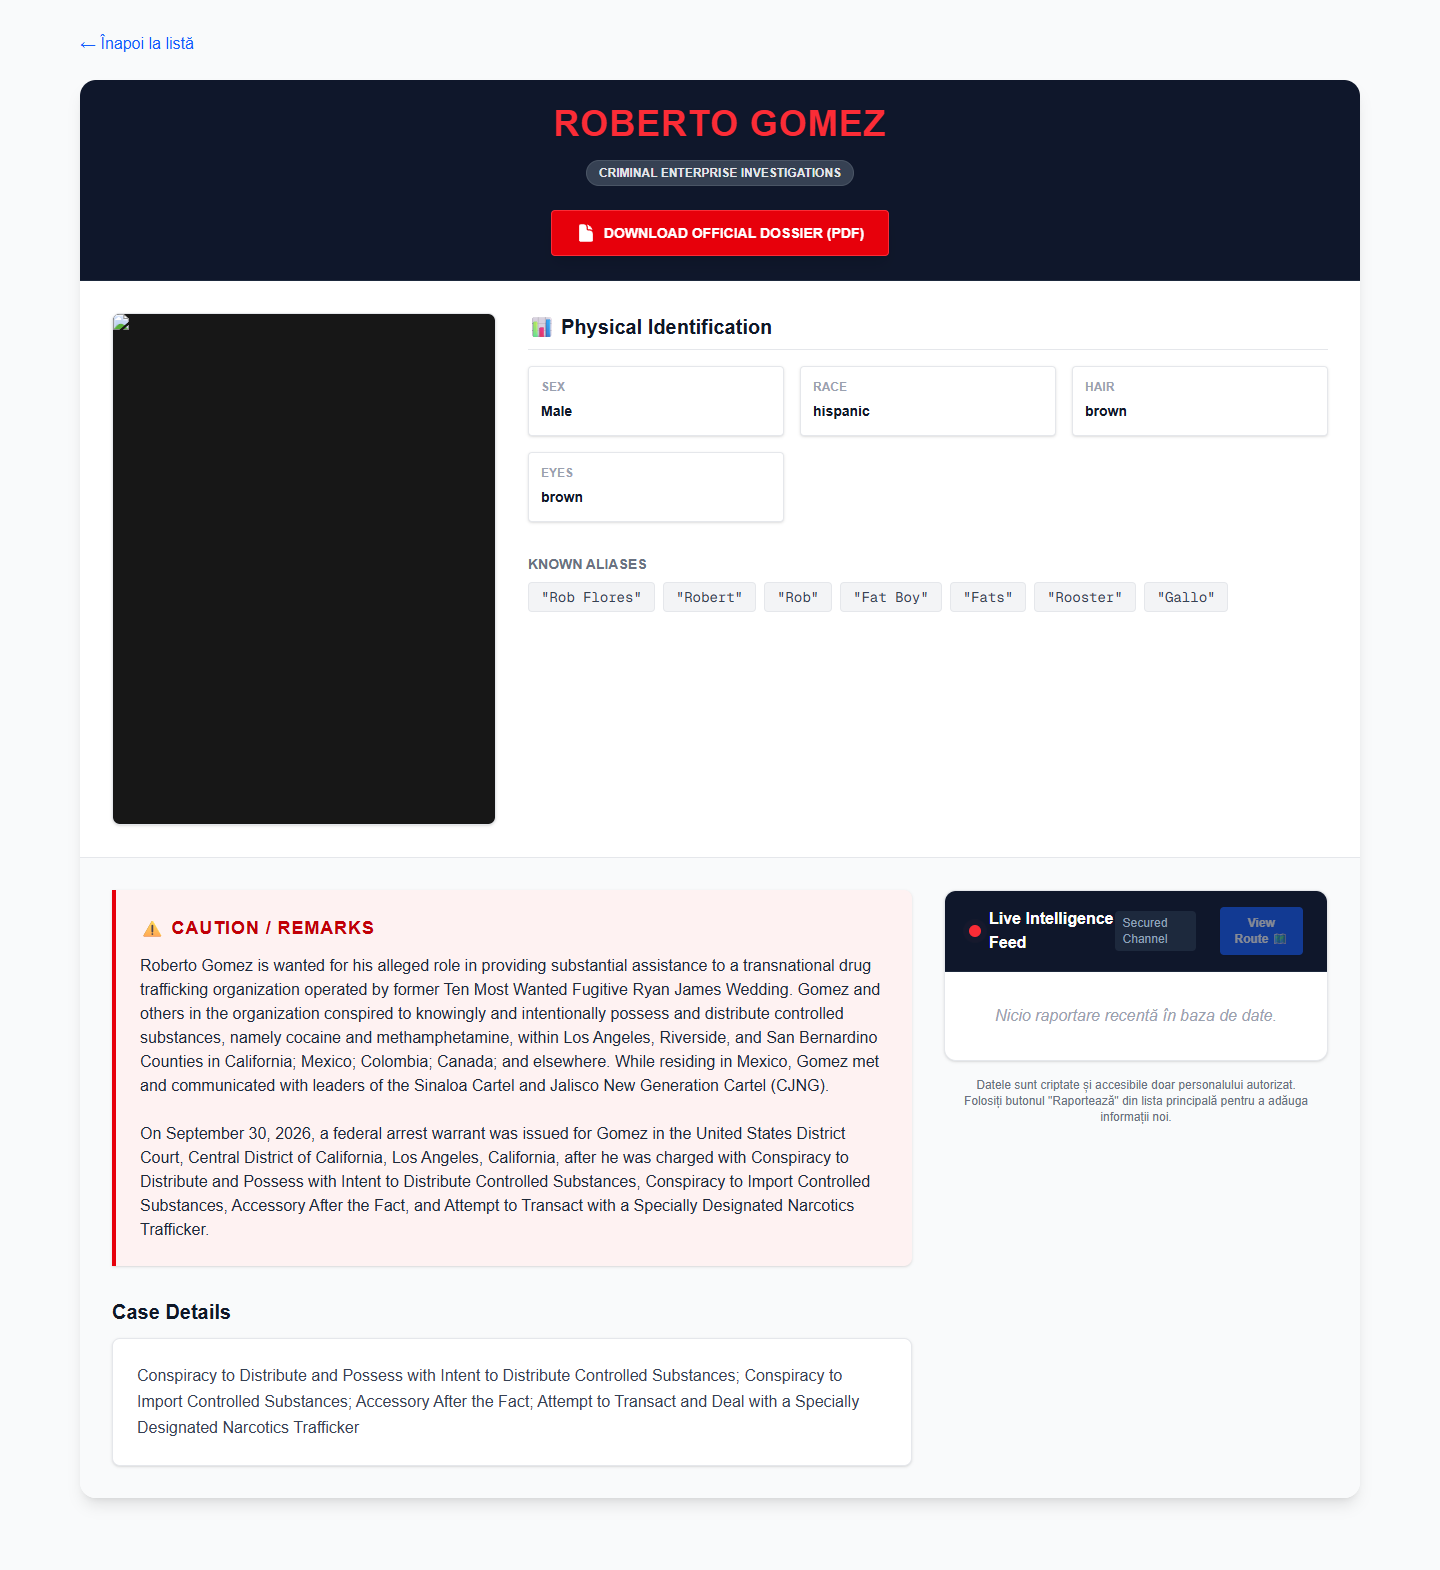 ← Înapoi la listă
ROBERTO GOMEZ
CRIMINAL ENTERPRISE INVESTIGATIONS
DOWNLOAD OFFICIAL DOSSIER (PDF)
Physical Identification
SEX
Male
RACE
hispanic
HAIR
brown
EYES
brown
KNOWN ALIASES
"Rob Flores" "Robert" "Rob" "Fat Boy" "Fats" "Rooster" "Gallo"
CAUTION / REMARKS
Roberto Gomez is wanted for his alleged role in providing substantial assistance to a transnational drug
trafficking organization operated by former Ten Most Wanted Fugitive Ryan James Wedding. Gomez and
others in the organization conspired to knowingly and intentionally possess and distribute controlled
substances, namely cocaine and methamphetamine, within Los Angeles, Riverside, and San Bernardino
Counties in California; Mexico; Colombia; Canada; and elsewhere. While residing in Mexico, Gomez met
and communicated with leaders of the Sinaloa Cartel and Jalisco New Generation Cartel (CJNG).
On September 30, 2026, a federal arrest warrant was issued for Gomez in the United States District
Court, Central District of California, Los Angeles, California, after he was charged with Conspiracy to
Distribute and Possess with Intent to Distribute Controlled Substances, Conspiracy to Import Controlled
Substances, Accessory After the Fact, and Attempt to Transact with a Specially Designated Narcotics
Trafficker.
Case Details
Conspiracy to Distribute and Possess with Intent to Distribute Controlled Substances; Conspiracy to
Import Controlled Substances; Accessory After the Fact; Attempt to Transact and Deal with a Specially
Designated Narcotics Trafficker
Live Intelligence
Feed
Secured
Channel
View
Route
Nicio raportare recentă în baza de date.
Datele sunt criptate și accesibile doar personalului autorizat.
Folosiți butonul "Raportează" din lista principală pentru a adăuga
informații noi.